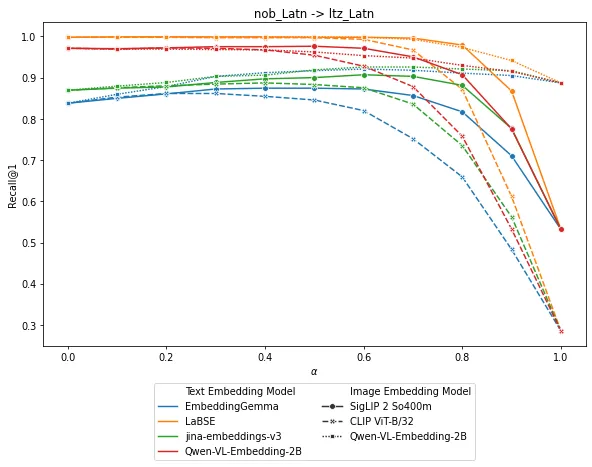 nob_Latn -> ltz_Latn
Recall@1
1.0
0.9
0.8
0.7
0.6
0.5
0.4
0.3
0.0 0.2 0.4 0.6 0.8 1.0
α
Text Embedding Model Image Embedding Model
EmbeddingGemma SigLIP 2 So400m
LaBSE CLIP ViT-B/32
jina-embeddings-v3 Qwen-VL-Embedding-2B
Qwen-VL-Embedding-2B